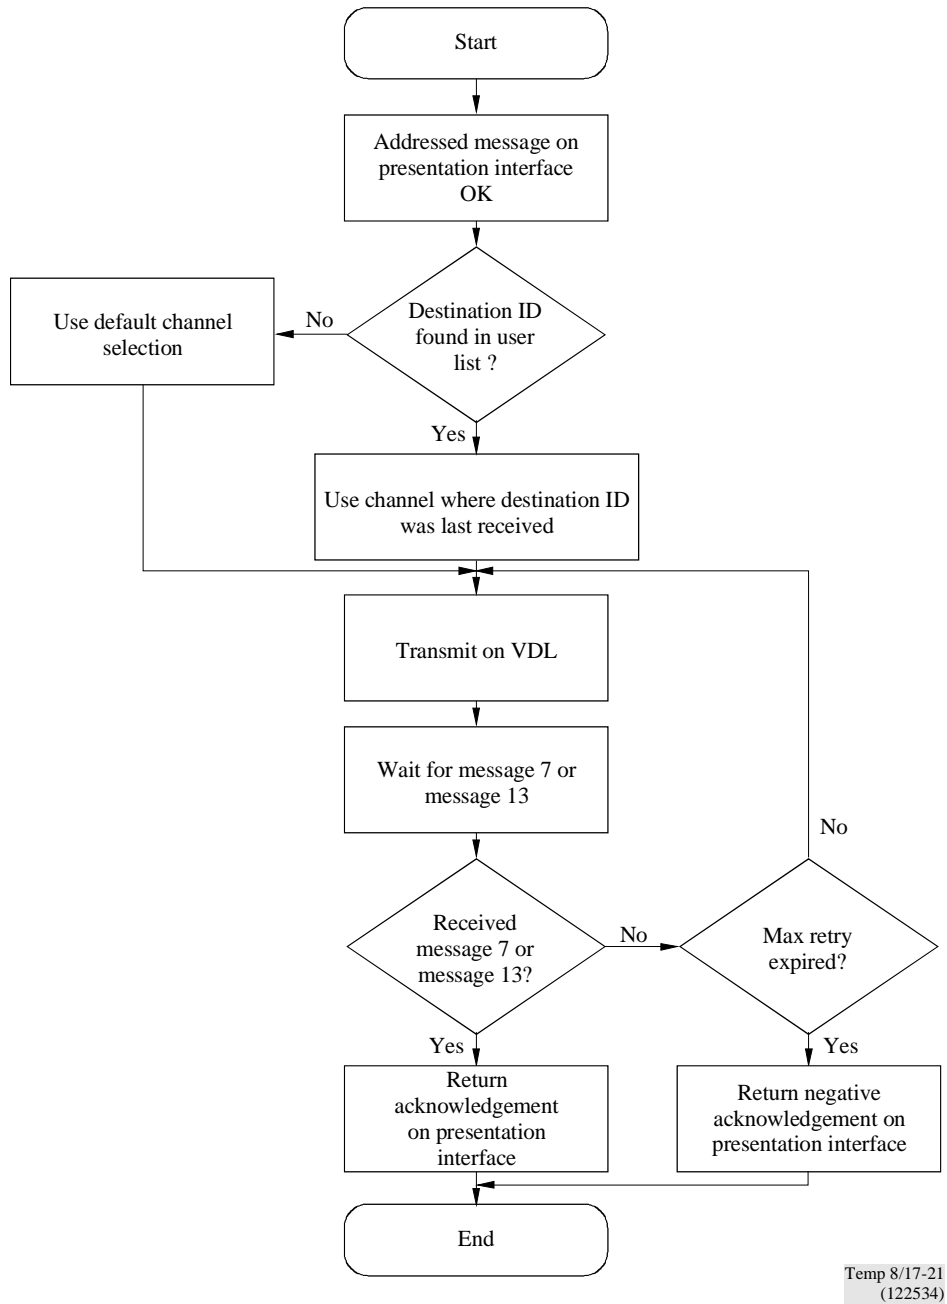 Start
Addressed message on
presentation interface
OK
Destination ID
found in user
list ?
No
Use default channel
selection
Yes
Use channel where destination ID
was last received
Transmit on VDL
Wait for message 7 or
message 13
No
Received
message 7 or
message 13?
No
Max retry
expired?
Yes
Yes
Return
acknowledgement
on presentation
interface
Return negative
acknowledgement on
presentation interface
End
Temp 8/17-21
(122534)